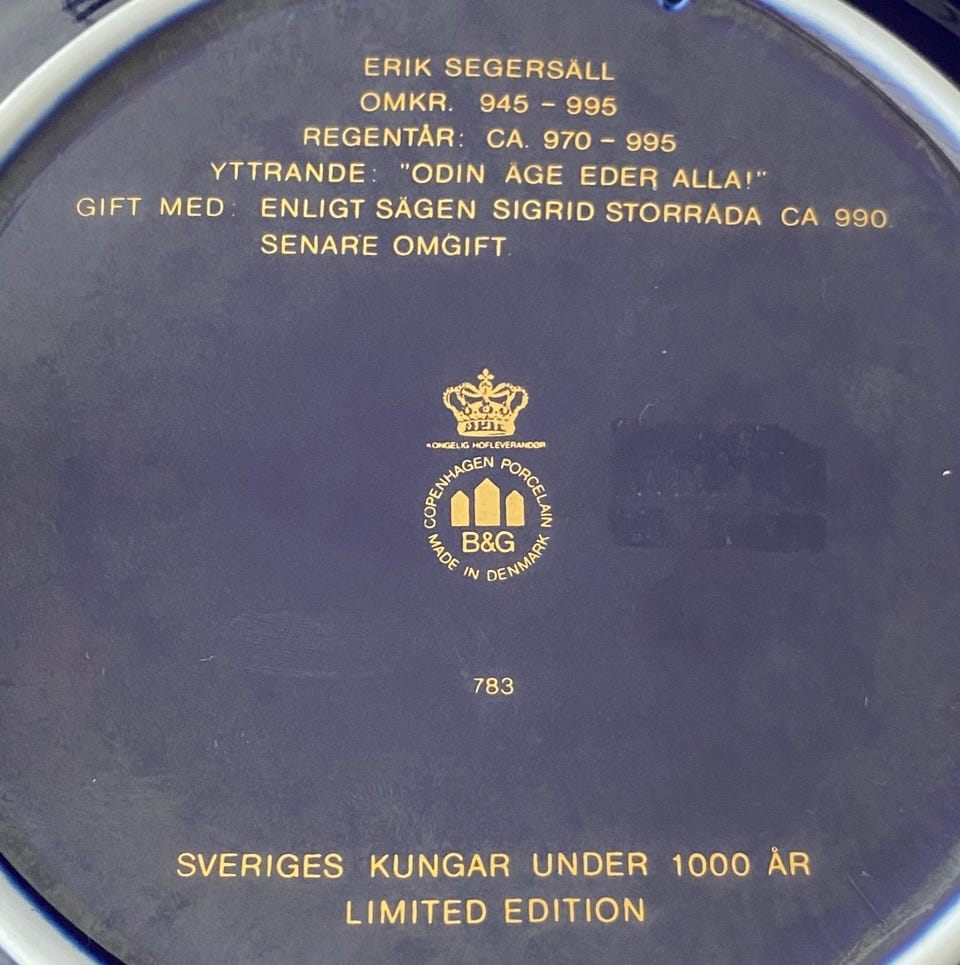 ERIK SEGERSÄLL
OMKR. 945 - 995
REGENTÅR: CA. 970 - 995
YTTRANDE: "ODIN ÄGE EDER ALLA!"
GIFT MED: ENLIGT SÄGEN SIGRID STORRÅDA CA 990.
SENARE OMGIFT.
KONGELIG HOFLEVERANDØR
COPENHAGEN PORCELAIN
B&G
MADE IN DENMARK
783
SVERIGES KUNGAR UNDER 1000 ÅR
LIMITED EDITION